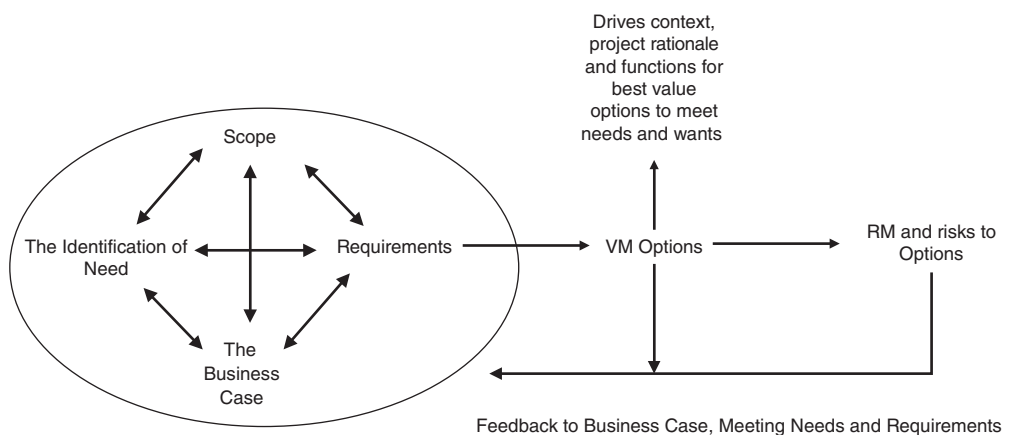 Drives context,
project rationale
and functions for
best value
options to meet
needs and wants
Scope
The Identification of
Need
Requirements
VM Options
RM and risks to
Options
The
Business
Case
Feedback to Business Case, Meeting Needs and Requirements